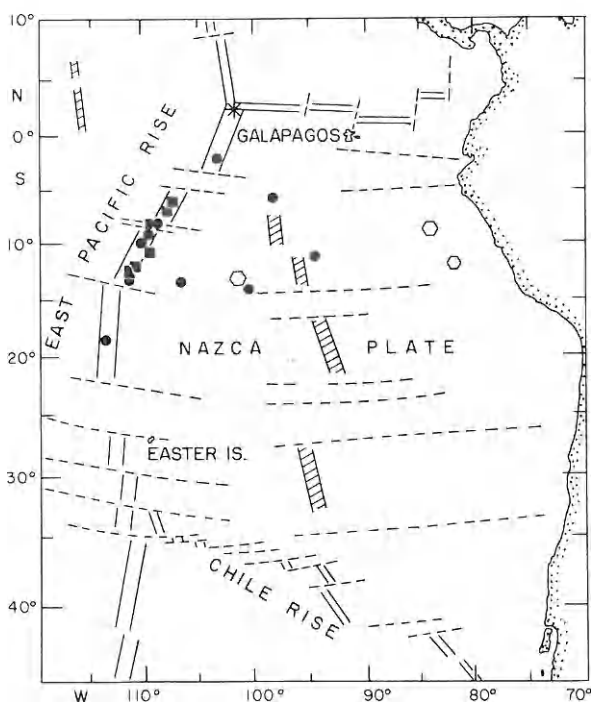 10°
N
0°
S
10°
20°
30°
40°
GALAPAGOS
EAST PACIFIC RISE
NAZCA PLATE
EASTER IS.
CHILE RISE
W 110° 100° 90° 80° 70°